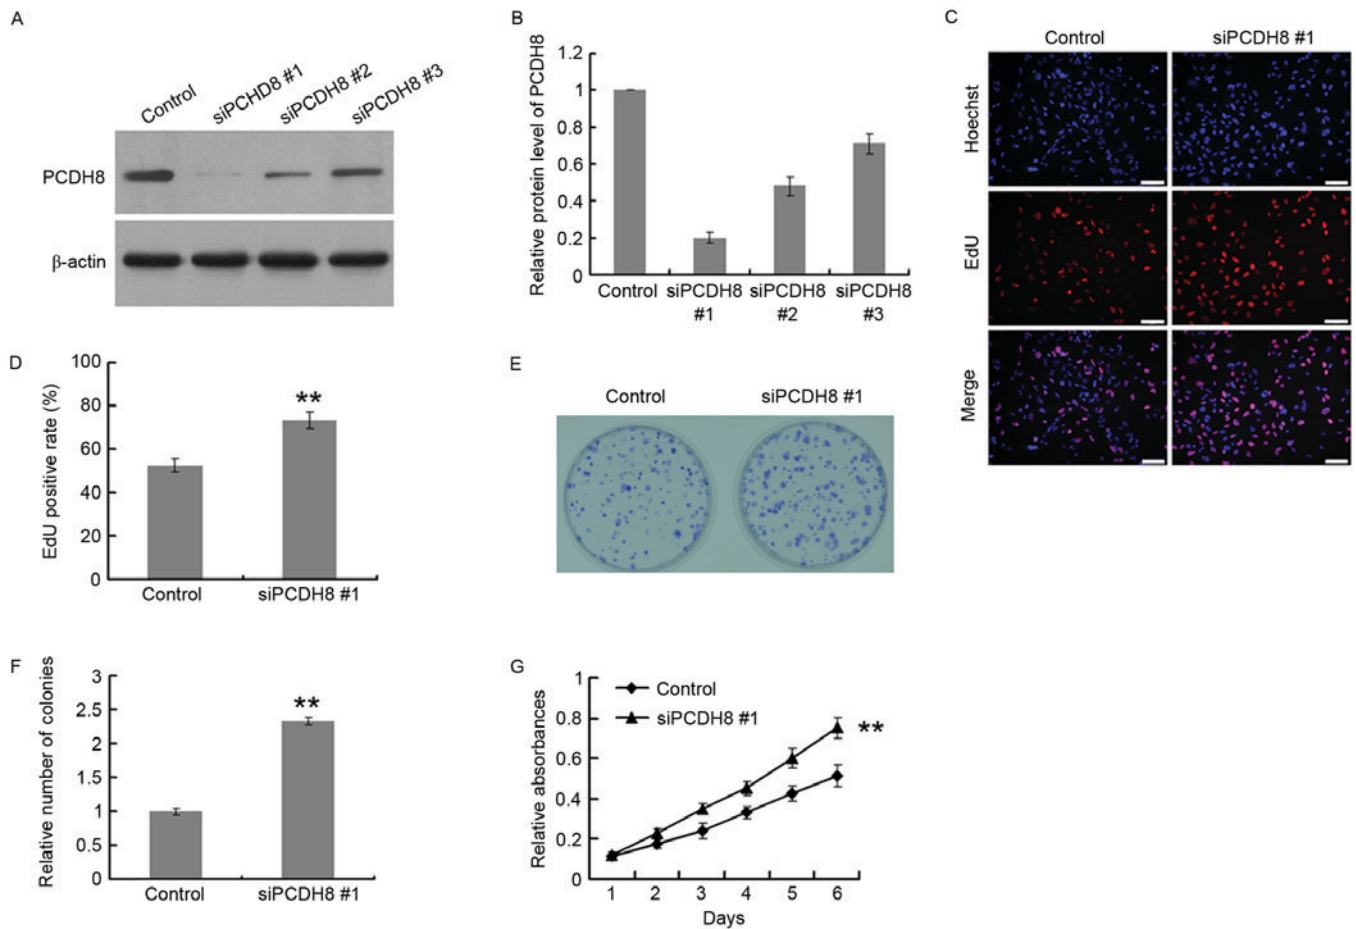 A
Control
siPCHD8 #1
siPCDH8 #2
siPCDH8 #3
PCDH8
β-actin
B
Relative protein level of PCDH8
1.2
1
0.8
0.6
0.4
0.2
0
Control
siPCDH8
#1
siPCDH8
#2
siPCDH8
#3
C
Control
siPCDH8 #1
Hoechst
EdU
Merge
D
EdU positive rate (%)
100
80
60
40
20
0
**
Control
siPCDH8 #1
E
Control
siPCDH8 #1
F
Relative number of colonies
3
2.5
2
1.5
1
0.5
0
**
Control
siPCDH8 #1
G
Relative absorbances
1
0.8
0.6
0.4
0.2
0
Control
siPCDH8 #1
**
1 2 3 4 5 6
Days